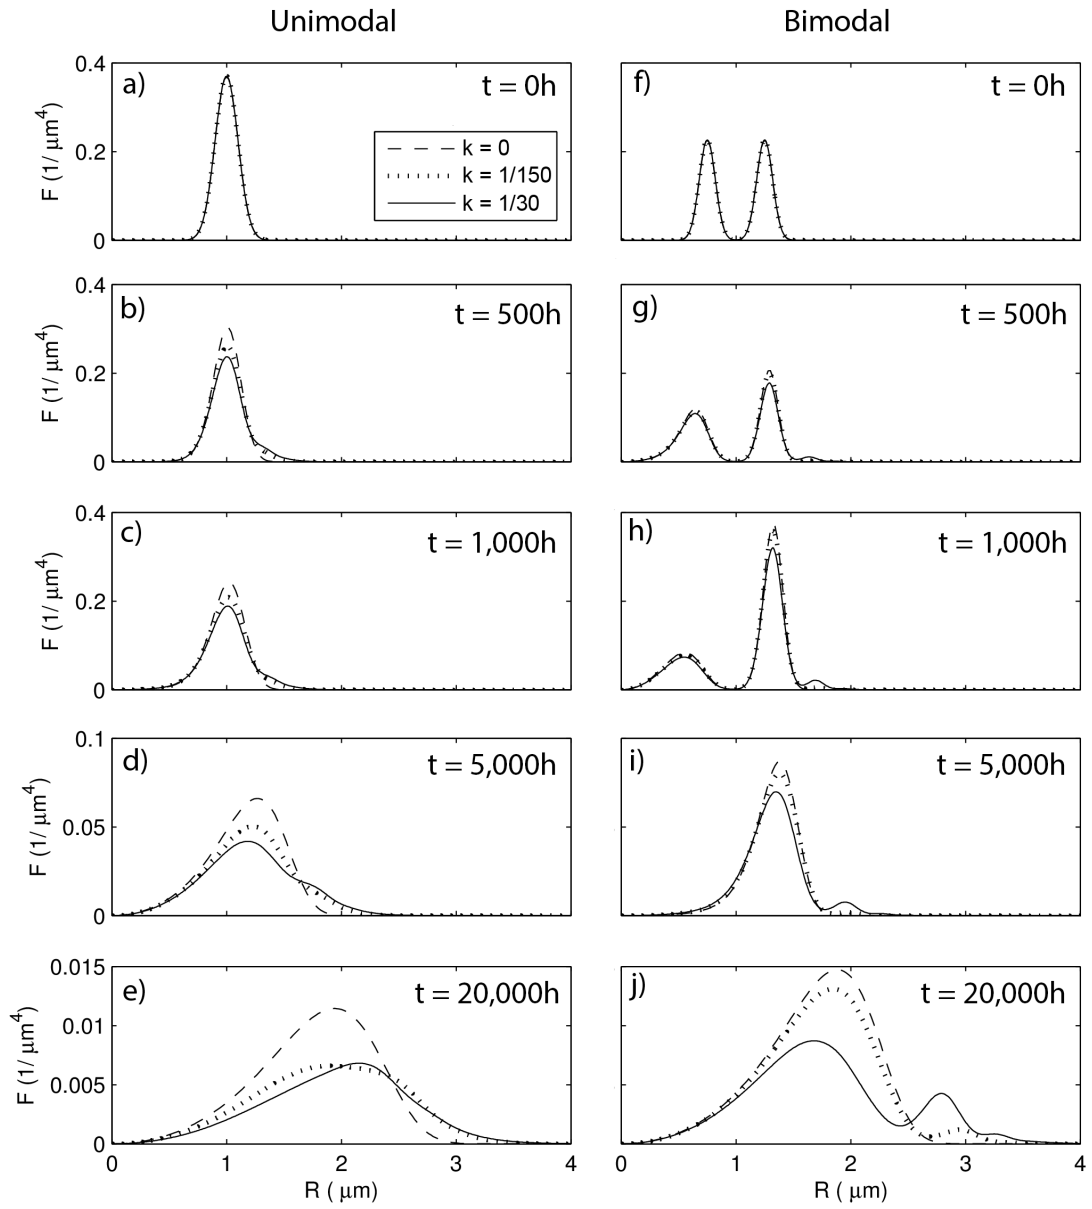 Unimodal
Bimodal
a)
t = 0h
F (1/ μm⁴)
0.4
0.2
0
k = 0
k = 1/150
k = 1/30
f)
t = 0h
b)
t = 500h
F (1/ μm⁴)
0.4
0.2
0
g)
t = 500h
c)
t = 1,000h
F (1/ μm⁴)
0.4
0.2
0
h)
t = 1,000h
d)
t = 5,000h
F (1/ μm⁴)
0.1
0.05
0
i)
t = 5,000h
e)
t = 20,000h
F (1/ μm⁴)
0.015
0.01
0.005
0
0 1 2 3 4
R ( μm)
j)
t = 20,000h
0 1 2 3 4
R ( μm)